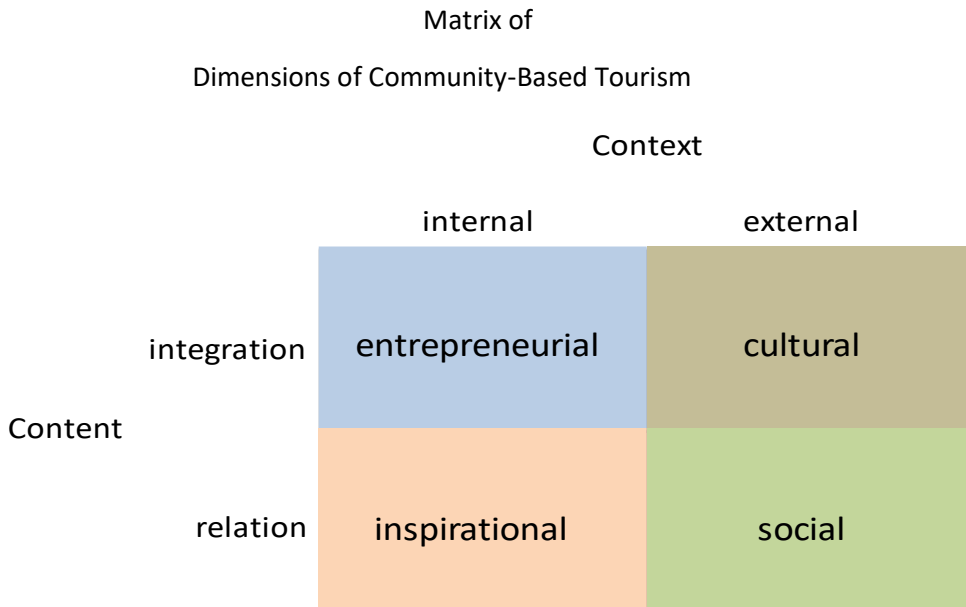 Matrix of
Dimensions of Community-Based Tourism
Context
internal external
integration entrepreneurial cultural
Content
relation inspirational social